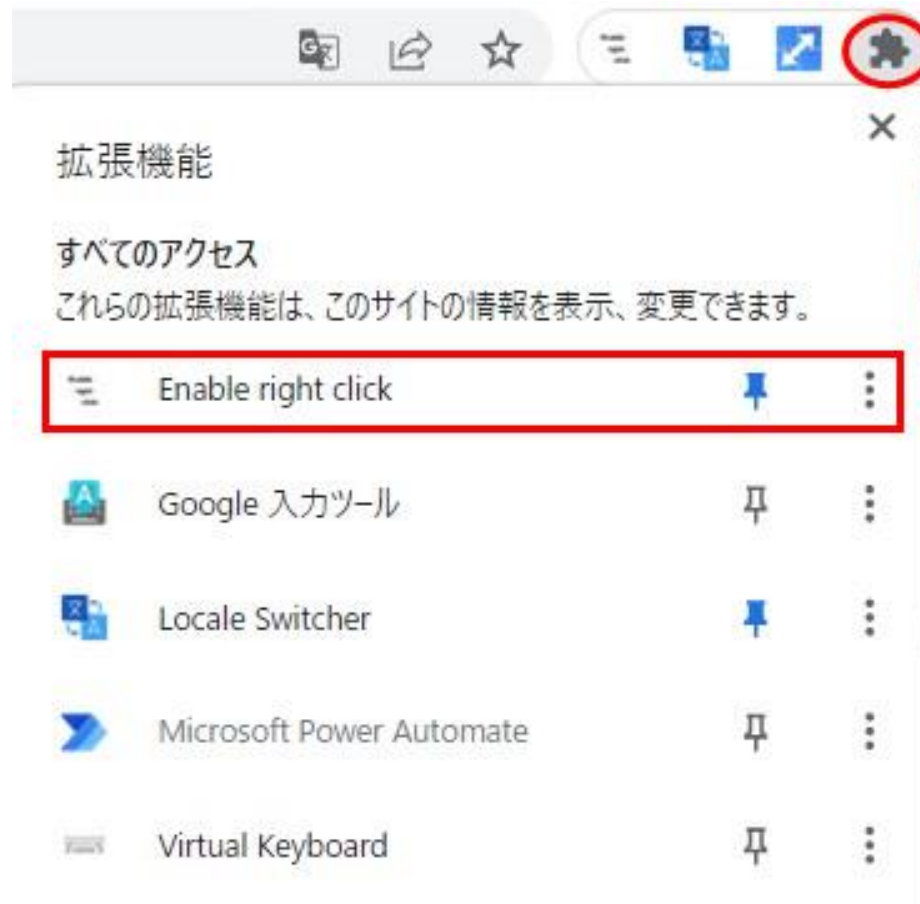 拡張機能
すべてのアクセス
これらの拡張機能は、このサイトの情報を表示、変更できます。
Enable right click
Google 入力ツール
Locale Switcher
Microsoft Power Automate
Virtual Keyboard